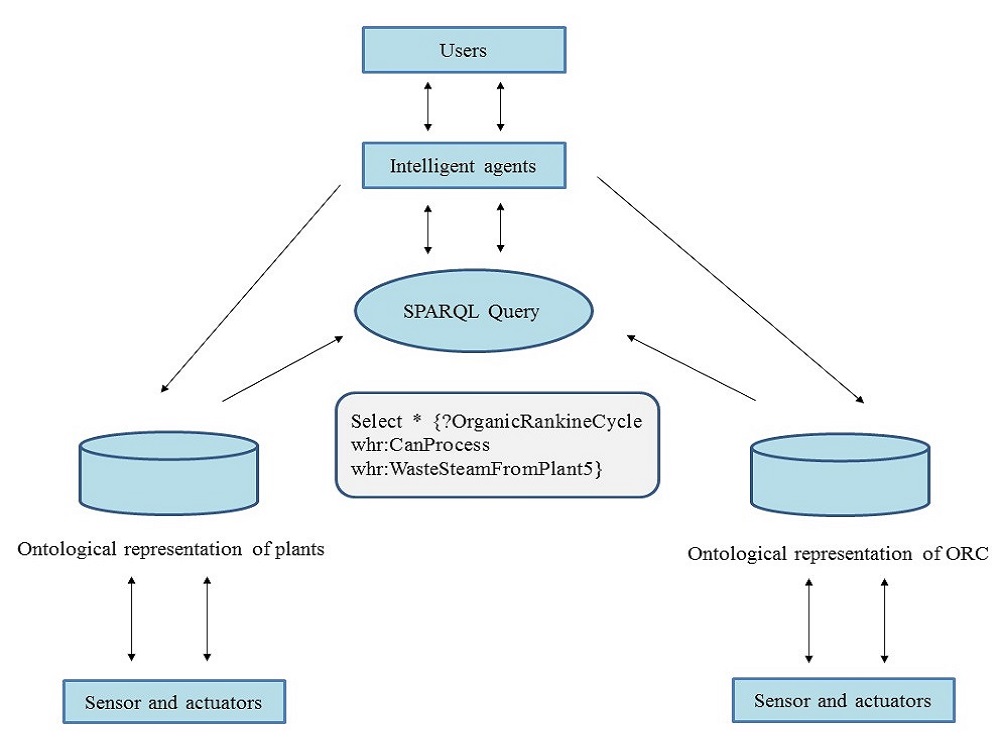 Users
Intelligent agents
SPARQL Query
Select * {?OrganicRankineCycle
whr:CanProcess
whr:WasteSteamFromPlant5}
Ontological representation of plants
Ontological representation of ORC
Sensor and actuators
Sensor and actuators